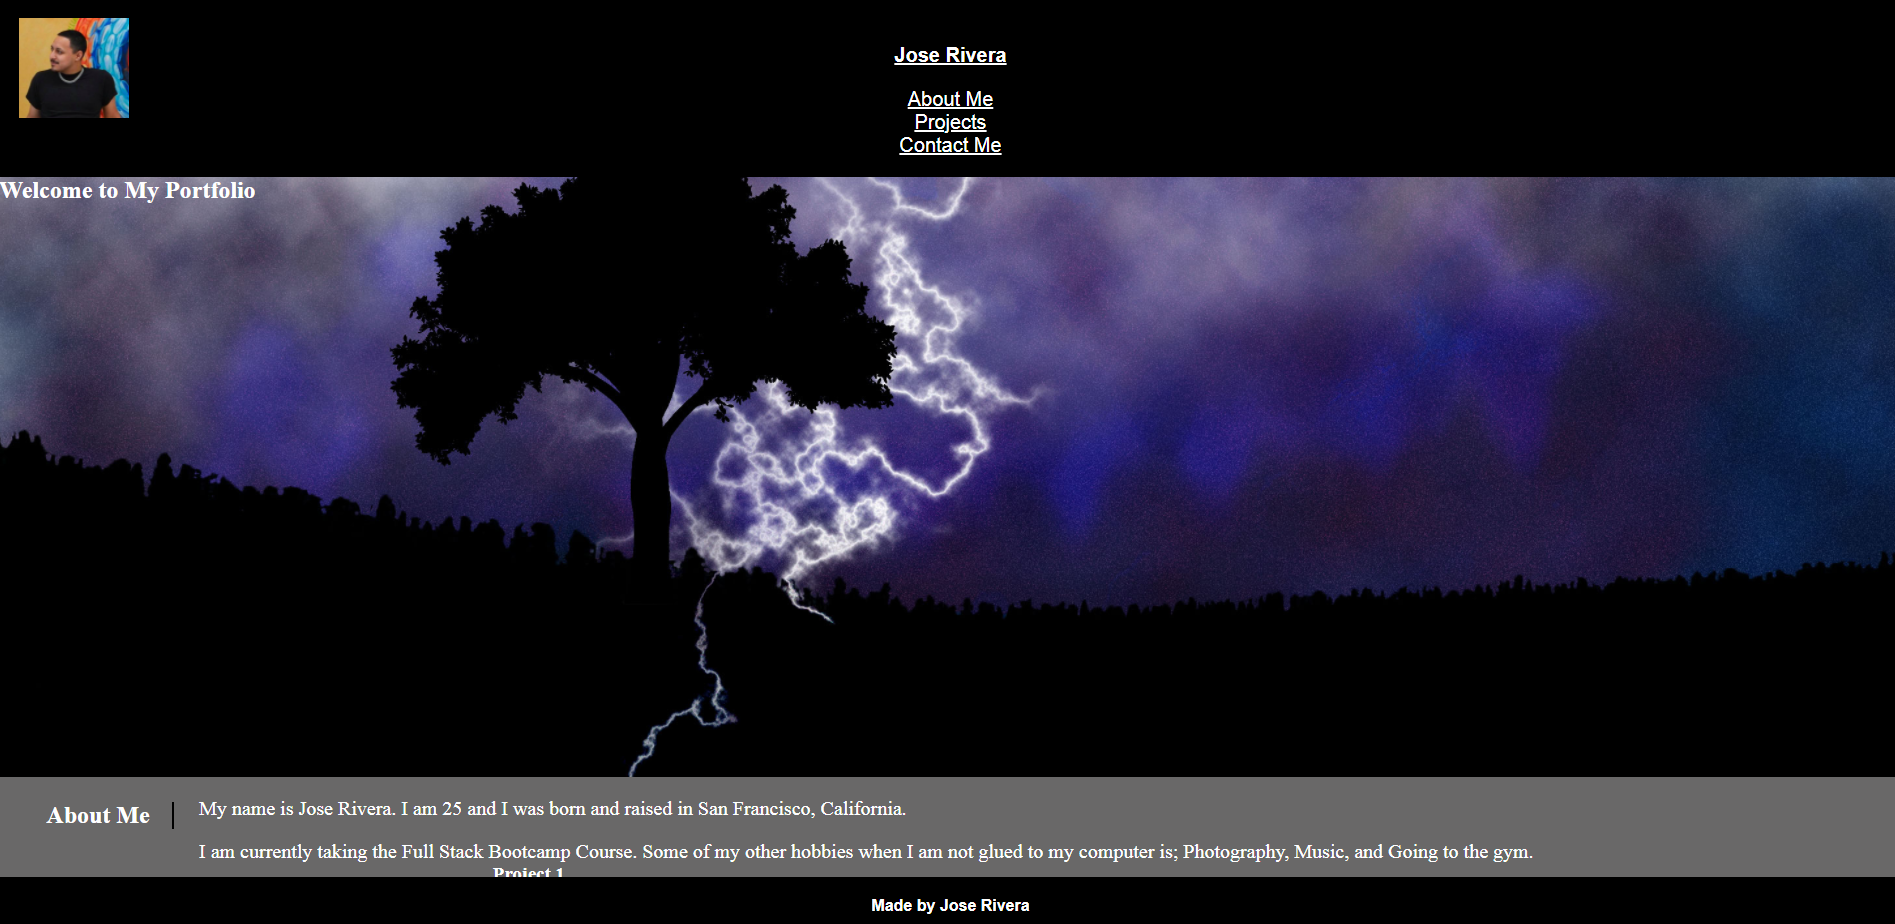 Jose Rivera
About Me
Projects
Contact Me
Welcome to My Portfolio
About Me
My name is Jose Rivera. I am 25 and I was born and raised in San Francisco, California.
I am currently taking the Full Stack Bootcamp Course. Some of my other hobbies when I am not glued to my computer is; Photography, Music, and Going to the gym.
Project 1
Made by Jose Rivera